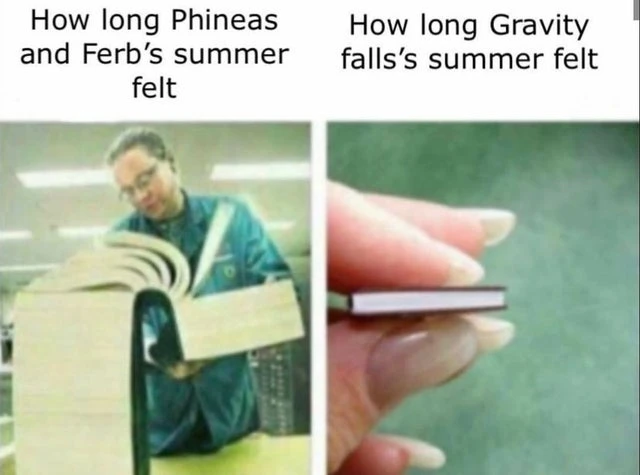 How long Phineas
and Ferb's summer
felt
How long Gravity
falls's summer felt